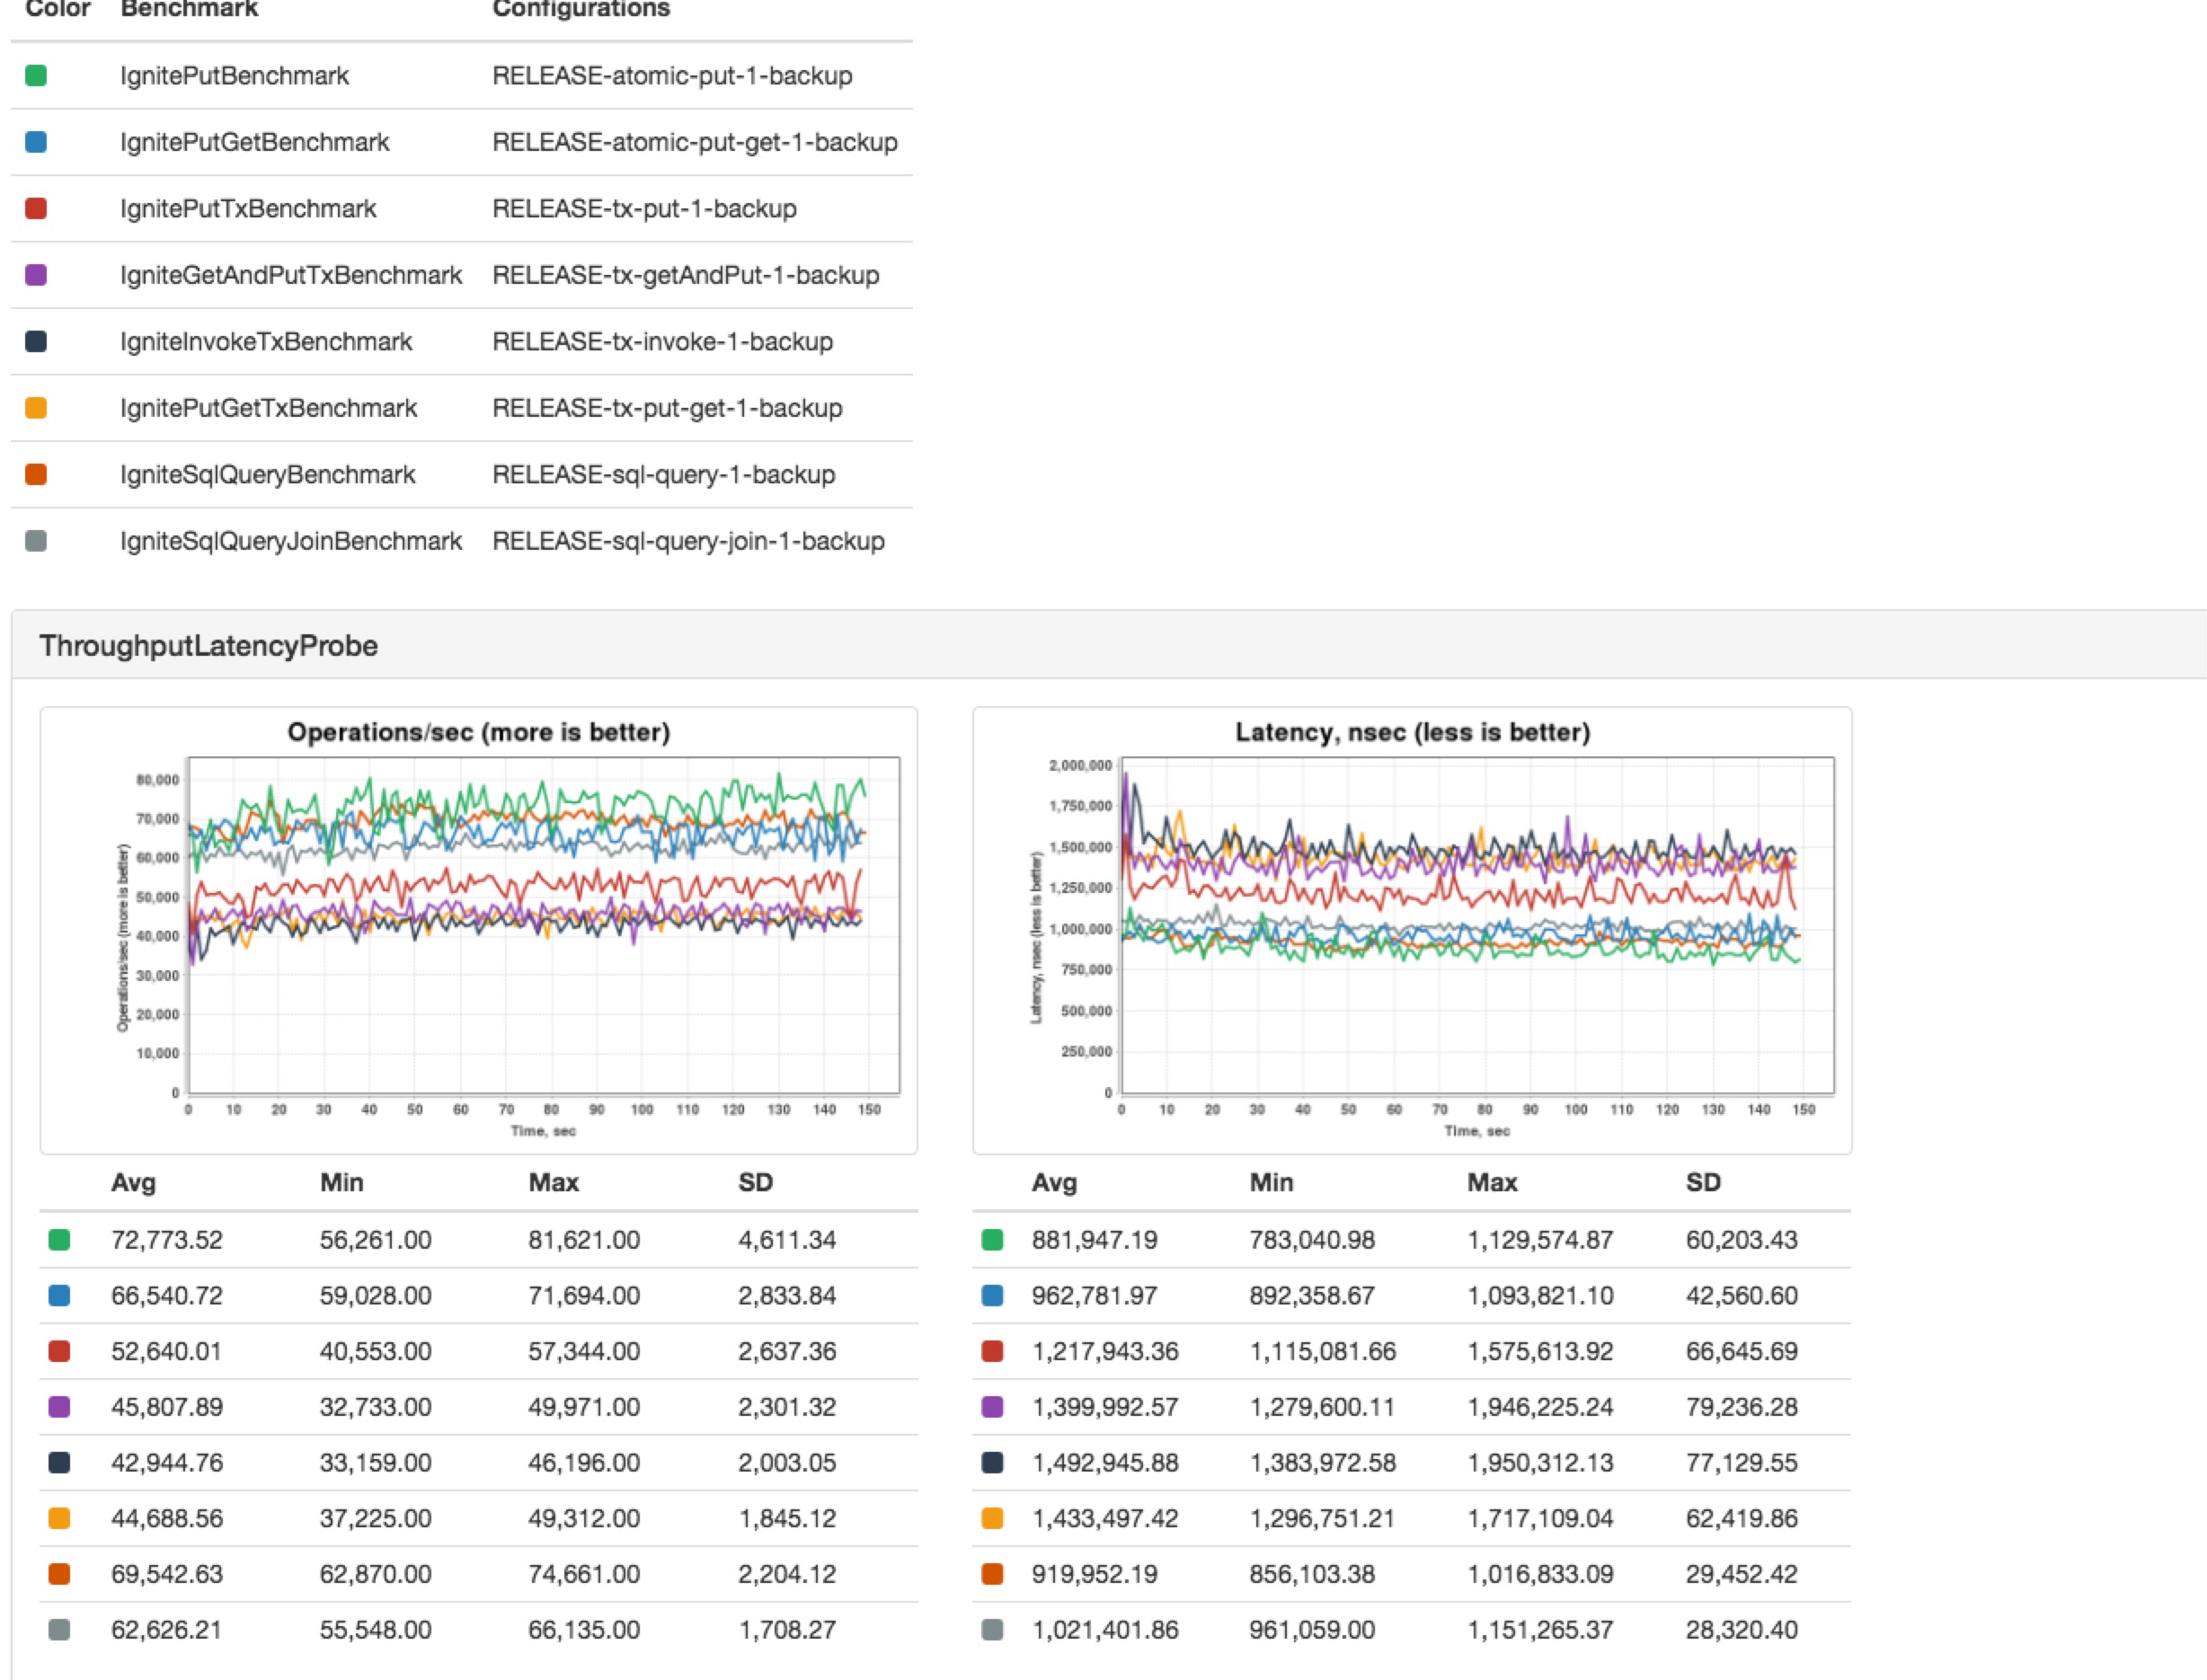 Color Benchmark Configurations
IgnitePutBenchmark RELEASE-atomic-put-1-backup
IgnitePutGetBenchmark RELEASE-atomic-put-get-1-backup
IgnitePutTxBenchmark RELEASE-tx-put-1-backup
IgniteGetAndPutTxBenchmark RELEASE-tx-getAndPut-1-backup
IgniteInvokeTxBenchmark RELEASE-tx-invoke-1-backup
IgnitePutGetTxBenchmark RELEASE-tx-put-get-1-backup
IgniteSqlQueryBenchmark RELEASE-sql-query-1-backup
IgniteSqlQueryJoinBenchmark RELEASE-sql-query-join-1-backup
ThroughputLatencyProbe
Operations/sec (more is better)
Operations/sec (more is better)
80,000
70,000
60,000
50,000
40,000
30,000
20,000
10,000
0
0 10 20 30 40 50 60 70 80 90 100 110 120 130 140 150
Time, sec
Latency, nsec (less is better)
Latency, nsec (less is better)
2,000,000
1,750,000
1,500,000
1,250,000
1,000,000
750,000
500,000
250,000
0
0 10 20 30 40 50 60 70 80 90 100 110 120 130 140 150
Time, sec
Avg Min Max SD
72,773.52 56,261.00 81,621.00 4,611.34
66,540.72 59,028.00 71,694.00 2,833.84
52,640.01 40,553.00 57,344.00 2,637.36
45,807.89 32,733.00 49,971.00 2,301.32
42,944.76 33,159.00 46,196.00 2,003.05
44,688.56 37,225.00 49,312.00 1,845.12
69,542.63 62,870.00 74,661.00 2,204.12
62,626.21 55,548.00 66,135.00 1,708.27
Avg Min Max SD
881,947.19 783,040.98 1,129,574.87 60,203.43
962,781.97 892,358.67 1,093,821.10 42,560.60
1,217,943.36 1,115,081.66 1,575,613.92 66,645.69
1,399,992.57 1,279,600.11 1,946,225.24 79,236.28
1,492,945.88 1,383,972.58 1,950,312.13 77,129.55
1,433,497.42 1,296,751.21 1,717,109.04 62,419.86
919,952.19 856,103.38 1,016,833.09 29,452.42
1,021,401.86 961,059.00 1,151,265.37 28,320.40